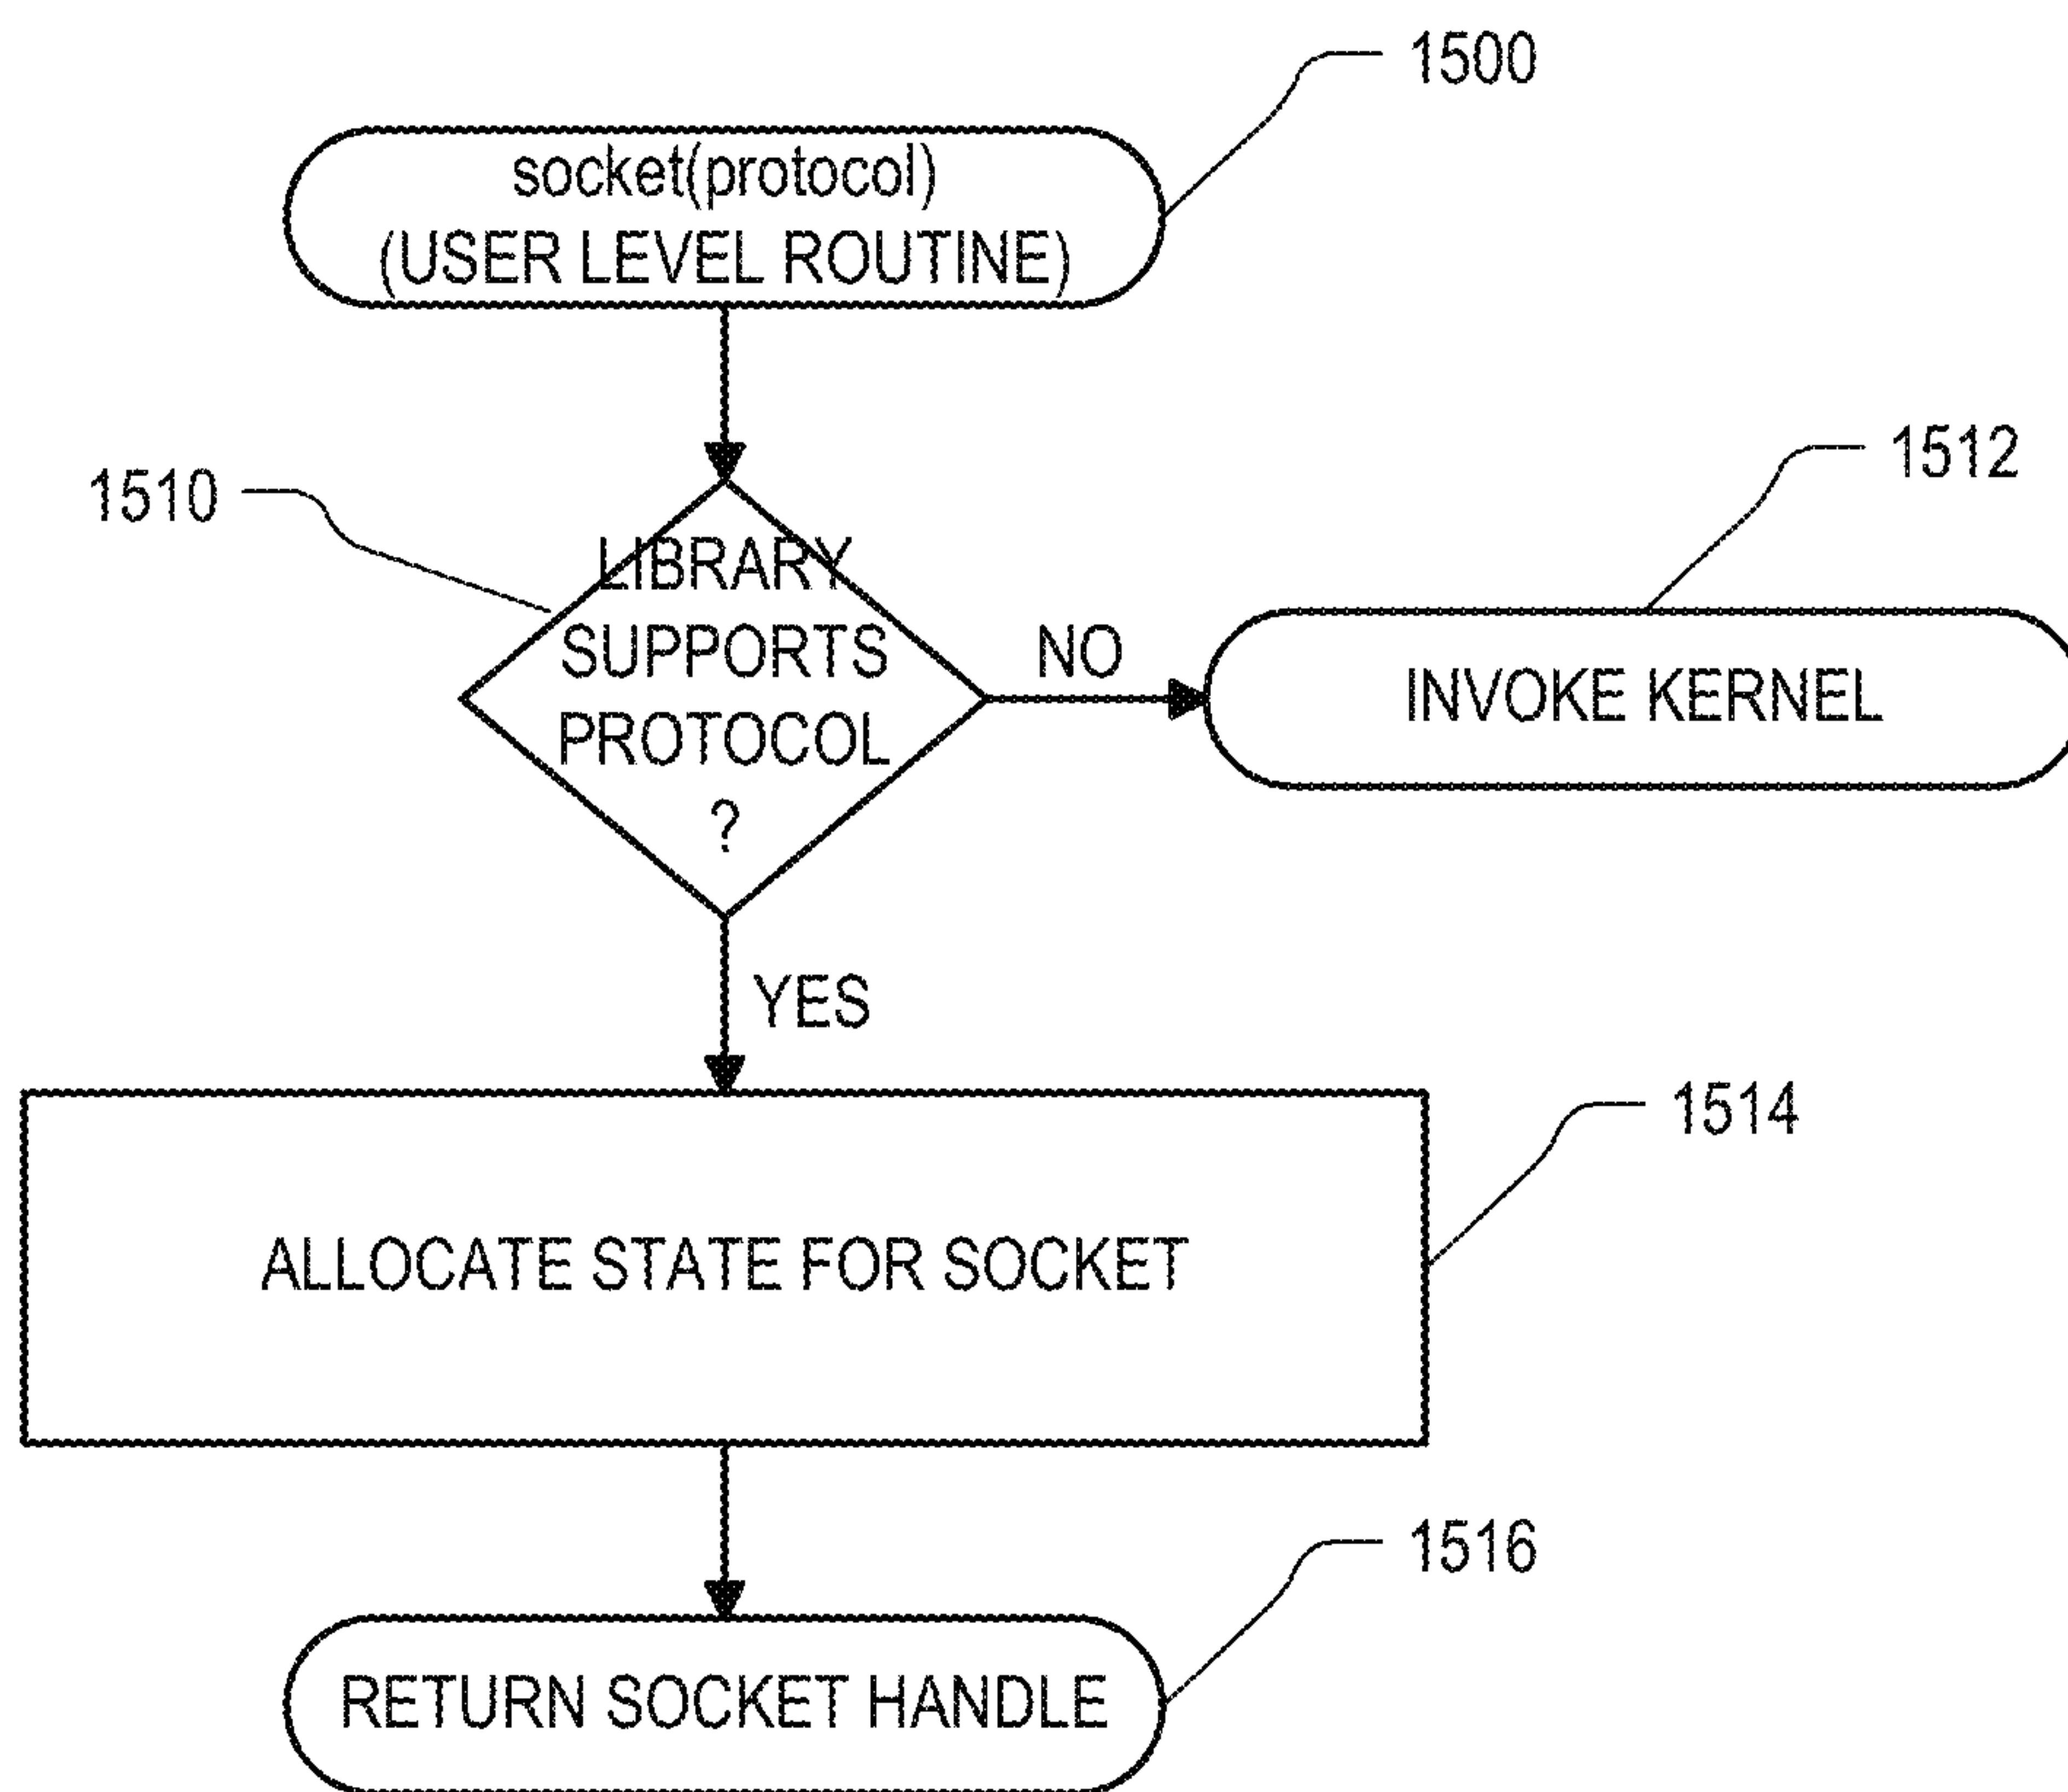 1500
socket(protocol)
(USER LEVEL ROUTINE)
1510
LIBRARY
SUPPORTS
PROTOCOL
?
NO
1512
INVOKE KERNEL
YES
1514
ALLOCATE STATE FOR SOCKET
1516
RETURN SOCKET HANDLE